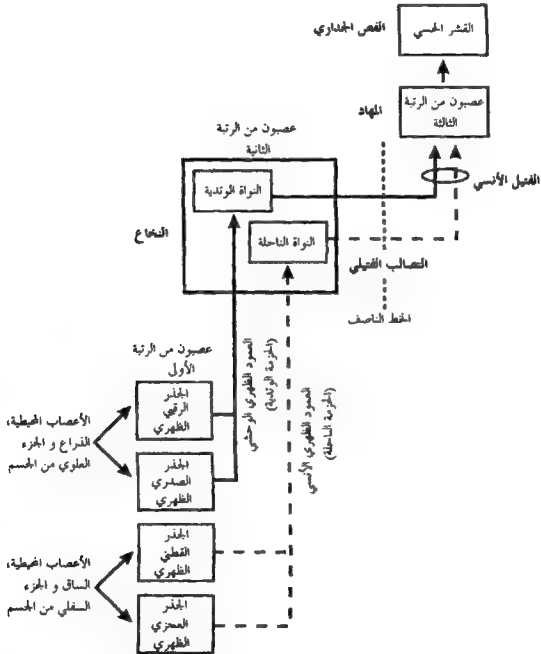 القشر الحسي
الفص الجداري
عصبون من الرتبة
الثالثة
المهاد
عصبون من الرتبة
الثانية
الفتيل الأنسي
النواة الوتدية
النخاع
النواة الناحلة
التصالب الفتيلي
الخط الناصف
عصبون من الرتبة
الأولى
العمود الظهري الوحشي
(الحزمة الوتدية)
العمود الظهري الأنسي
(الحزمة الناحلة)
الجذر
الرقبي
الظهري
الأعصاب المحيطية،
الذراع و الجزء
العلوي من الجسم
الجذر
الصدري
الظهري
الجذر
القطني
الظهري
الأعصاب المحيطية،
الساق و الجزء
السفلي من الجسم
الجذر
العجزي
الظهري